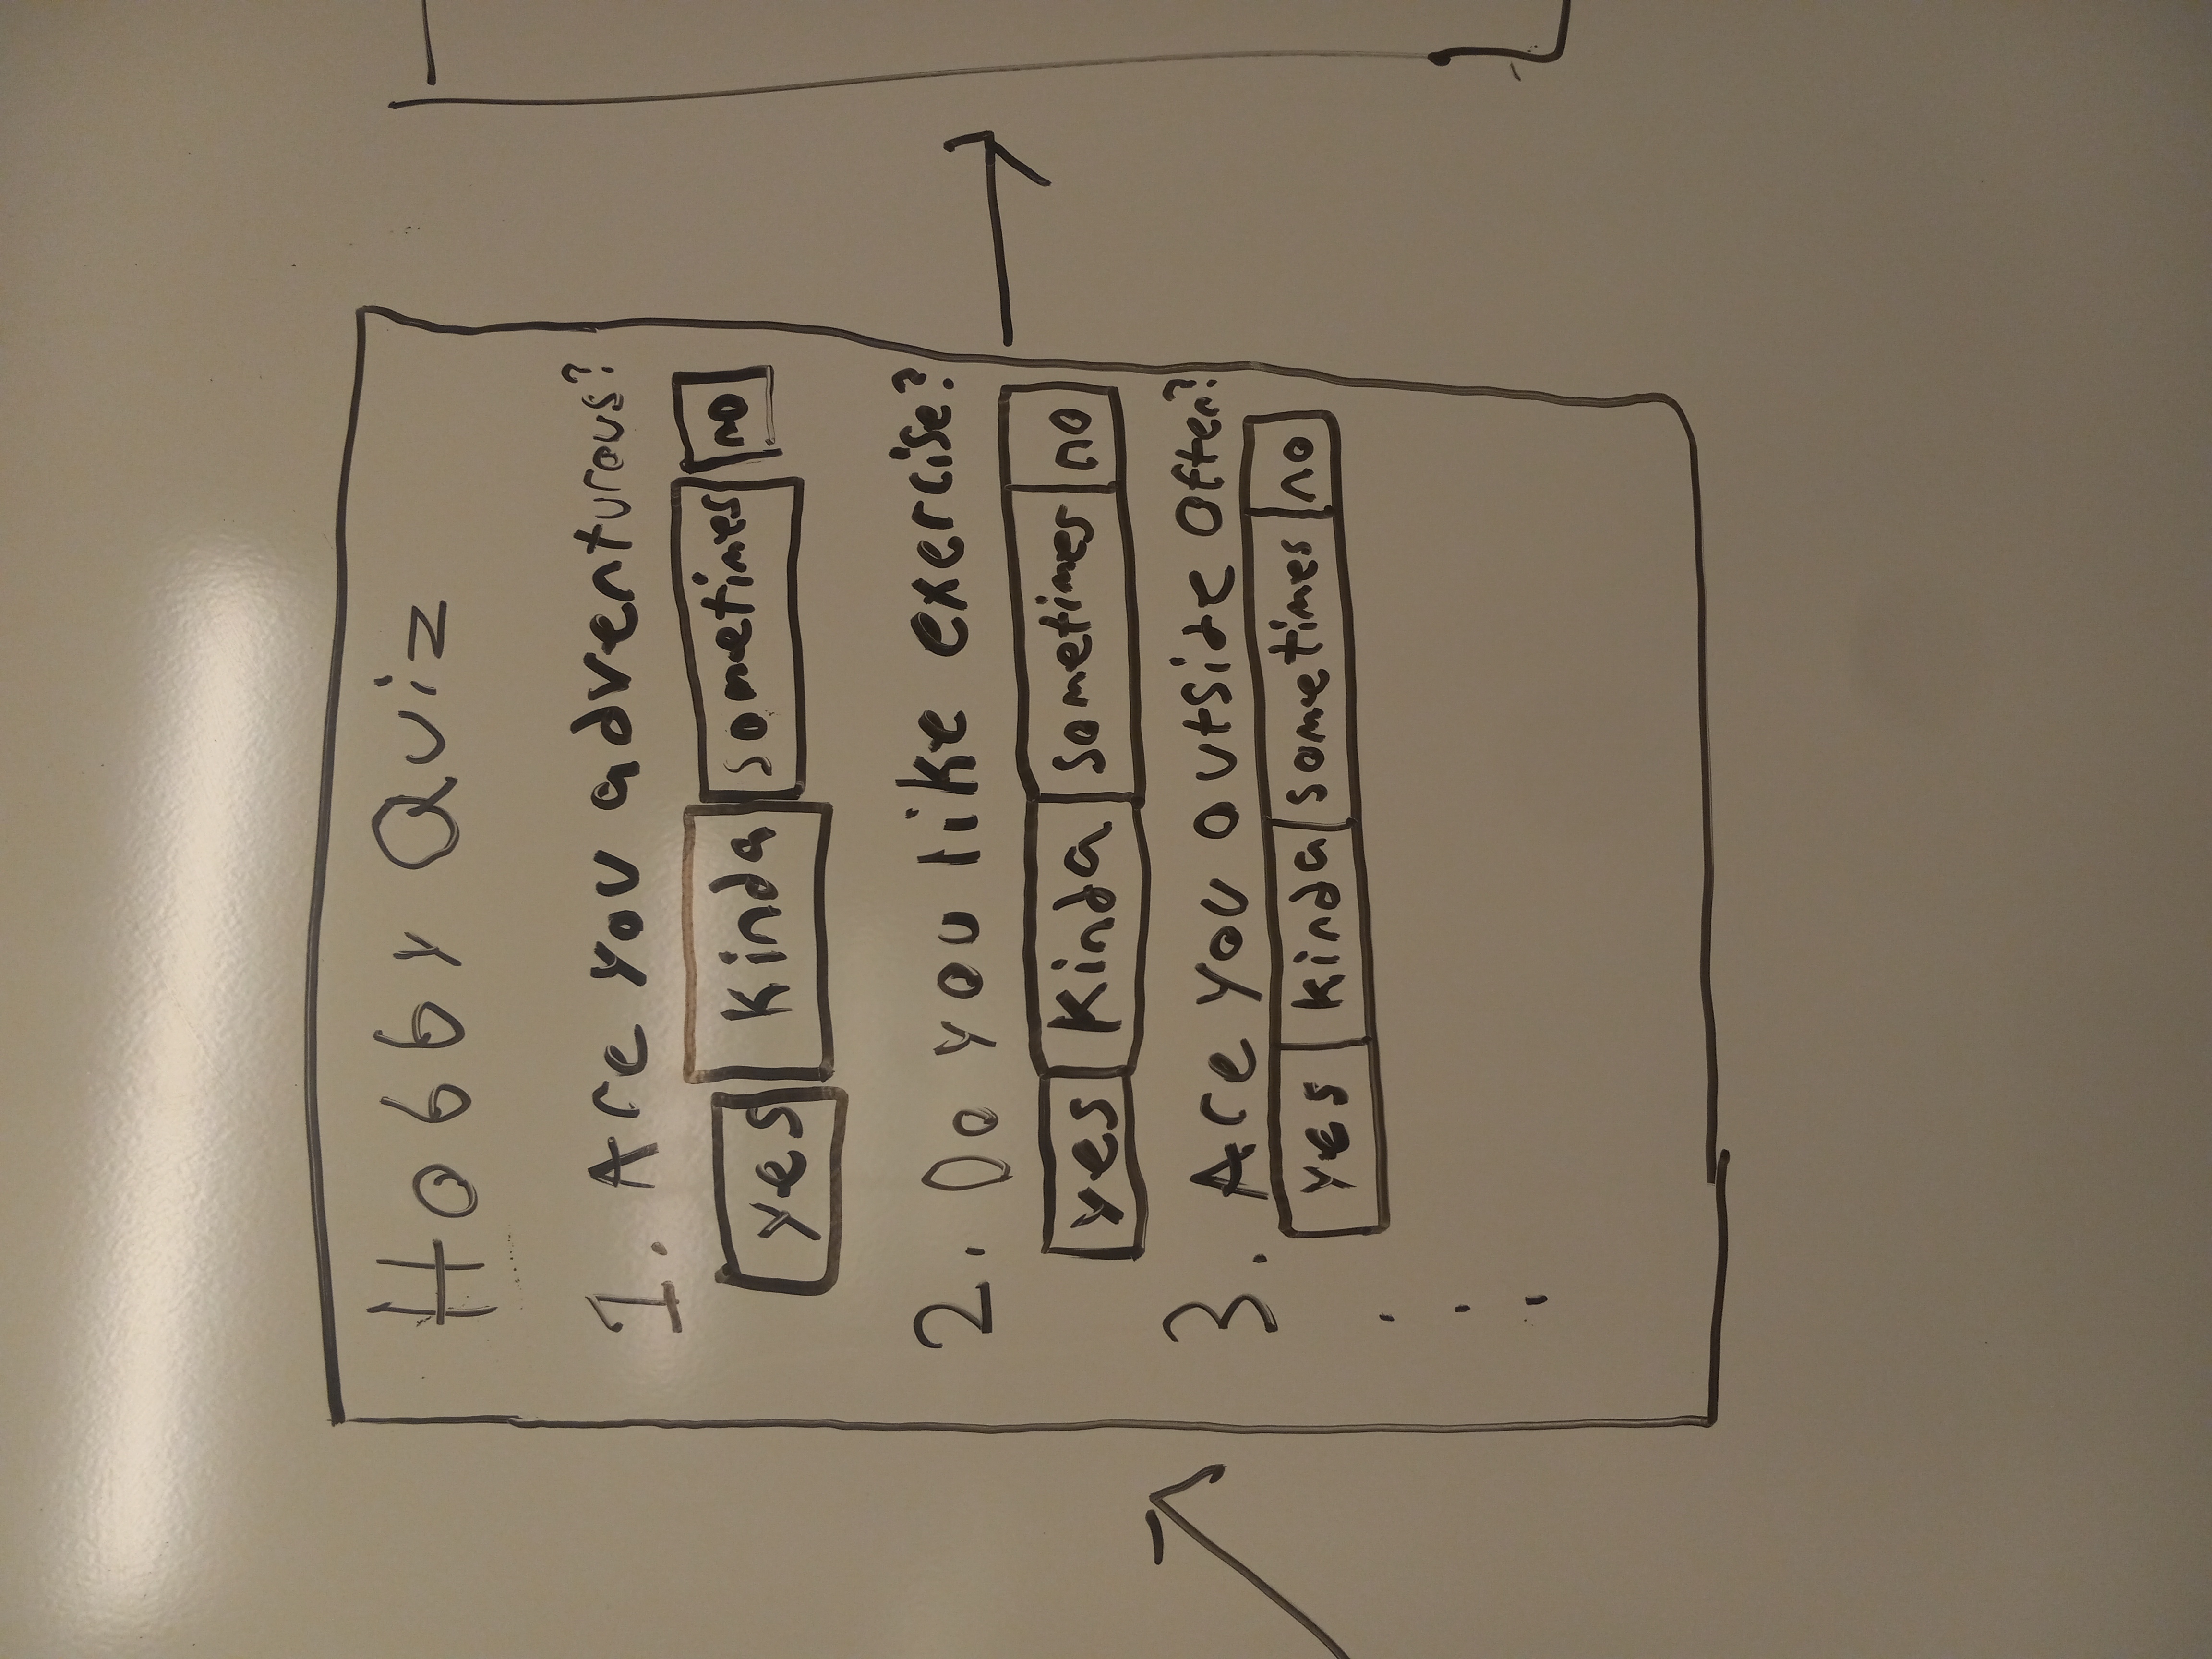 Hobby Quiz
1. Are you adventurous?
yes Kinda sometimes no
2. Do you like exercise?
yes Kinda sometimes no
3. Are you outside often?
yes kinda sometimes no
.
.
.